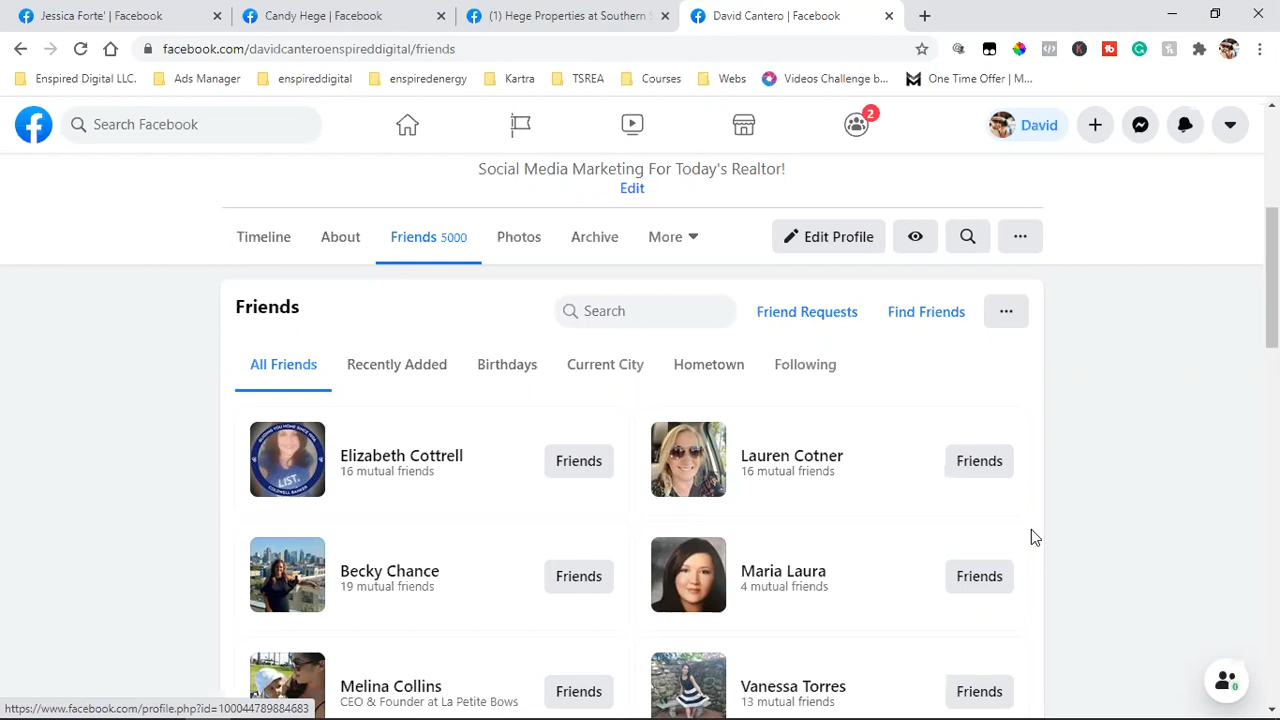 Jessica Forte' | Facebook
Candy Hege | Facebook
(1) Hege Properties at Southern S
David Cantero | Facebook
facebook.com/davidcanteroenspireddigital/friends
Enspired Digital LLC.
Ads Manager
enspireddigital
enspiredenergy
Kartra
TSREA
Courses
Webs
Videos Challenge b...
One Time Offer | M...
Search Facebook
2
David
Social Media Marketing For Today's Realtor!
Edit
Timeline
About
Friends 5000
Photos
Archive
More
Edit Profile
Friends
Search
Friend Requests
Find Friends
All Friends
Recently Added
Birthdays
Current City
Hometown
Following
LIST.
Elizabeth Cottrell
16 mutual friends
Friends
Lauren Cotner
16 mutual friends
Friends
Becky Chance
19 mutual friends
Friends
Maria Laura
4 mutual friends
Friends
Melina Collins
CEO & Founder at La Petite Bows
Friends
Vanessa Torres
13 mutual friends
Friends
0
https://www.facebook.com/profile.php?id=100044789884683